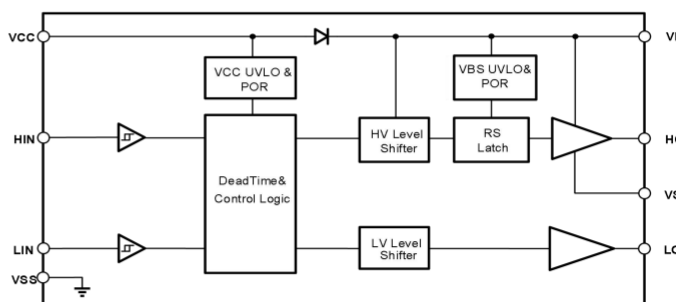 VCC
VCC UVLO &
POR
VBS UVLO&
POR
HIN
HV Level
Shifter
RS
Latch
DeadTime&
Control Logic
LIN
LV Level
Shifter
VSS